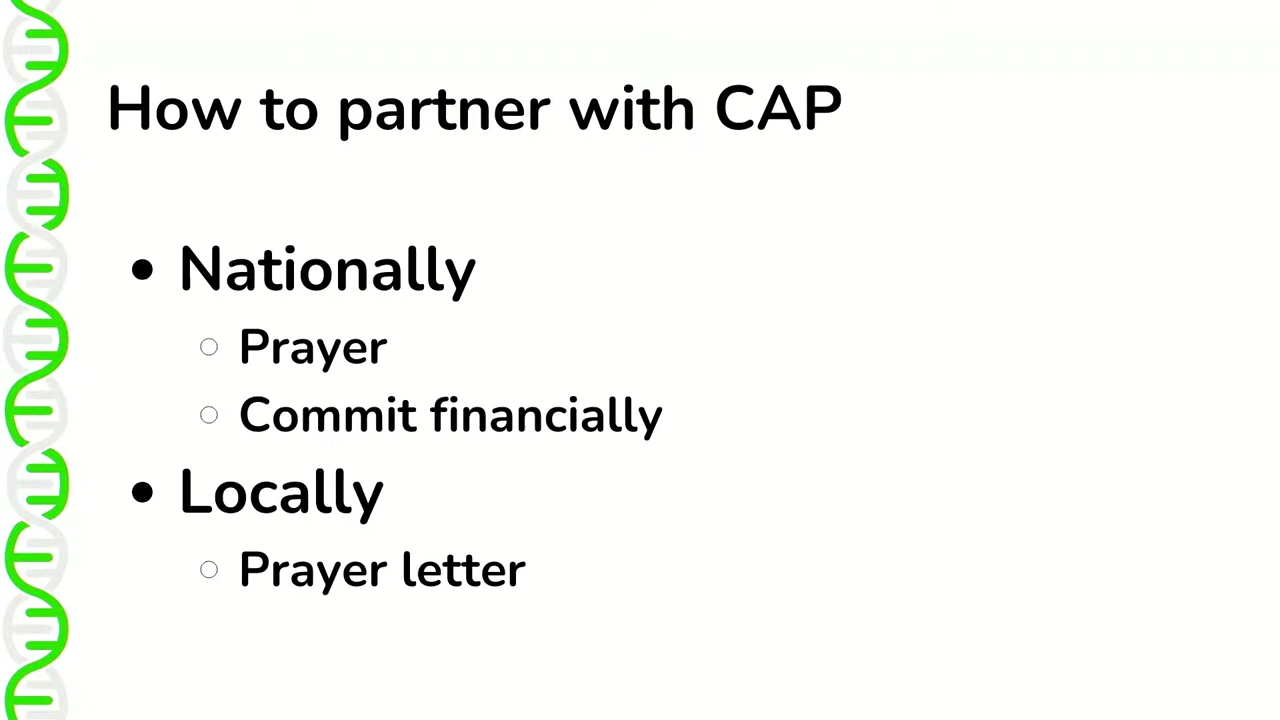 How to partner with CAP
• Nationally
○ Prayer
○ Commit financially
• Locally
○ Prayer letter